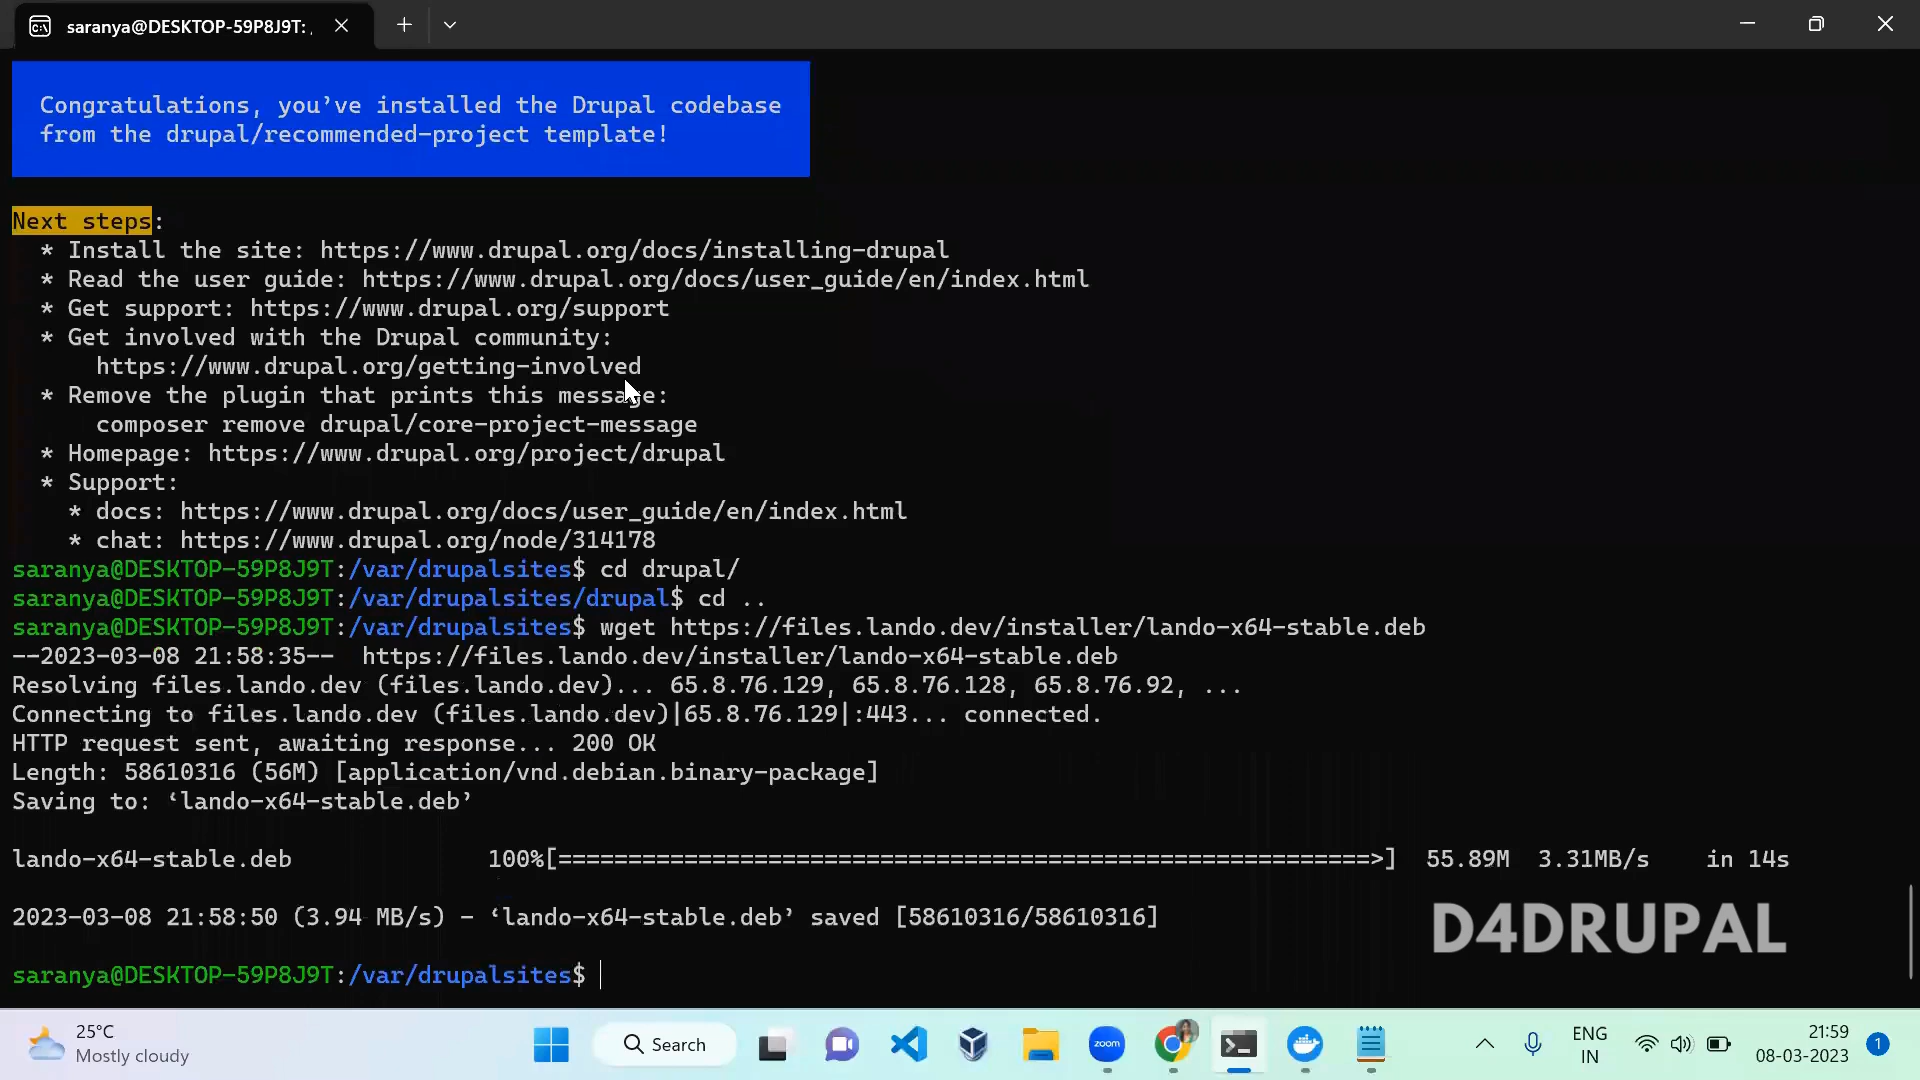 saranya@DESKTOP-59P8J9T: ,
Congratulations, you’ve installed the Drupal codebase
from the drupal/recommended-project template!
Next steps:
* Install the site: https://www.drupal.org/docs/installing-drupal
* Read the user guide: https://www.drupal.org/docs/user_guide/en/index.html
* Get support: https://www.drupal.org/support
* Get involved with the Drupal community:
https://www.drupal.org/getting-involved
* Remove the plugin that prints this message:
composer remove drupal/core-project-message
* Homepage: https://www.drupal.org/project/drupal
* Support:
* docs: https://www.drupal.org/docs/user_guide/en/index.html
* chat: https://www.drupal.org/node/314178
saranya@DESKTOP-59P8J9T:/var/drupalsites$ cd drupal/
saranya@DESKTOP-59P8J9T:/var/drupalsites/drupal$ cd ..
saranya@DESKTOP-59P8J9T:/var/drupalsites$ wget https://files.lando.dev/installer/lando-x64-stable.deb
--2023-03-08 21:58:35-- https://files.lando.dev/installer/lando-x64-stable.deb
Resolving files.lando.dev (files.lando.dev)... 65.8.76.129, 65.8.76.128, 65.8.76.92, ...
Connecting to files.lando.dev (files.lando.dev)|65.8.76.129|:443... connected.
HTTP request sent, awaiting response... 200 OK
Length: 58610316 (56M) [application/vnd.debian.binary-package]
Saving to: ‘lando-x64-stable.deb’
lando-x64-stable.deb 100%[==========================================================>] 55.89M 3.31MB/s in 14s
2023-03-08 21:58:50 (3.94 MB/s) - ‘lando-x64-stable.deb’ saved [58610316/58610316]
D4DRUPAL
saranya@DESKTOP-59P8J9T:/var/drupalsites$
25°C
Mostly cloudy
Search
zoom
ENG
IN
21:59
08-03-2023
1